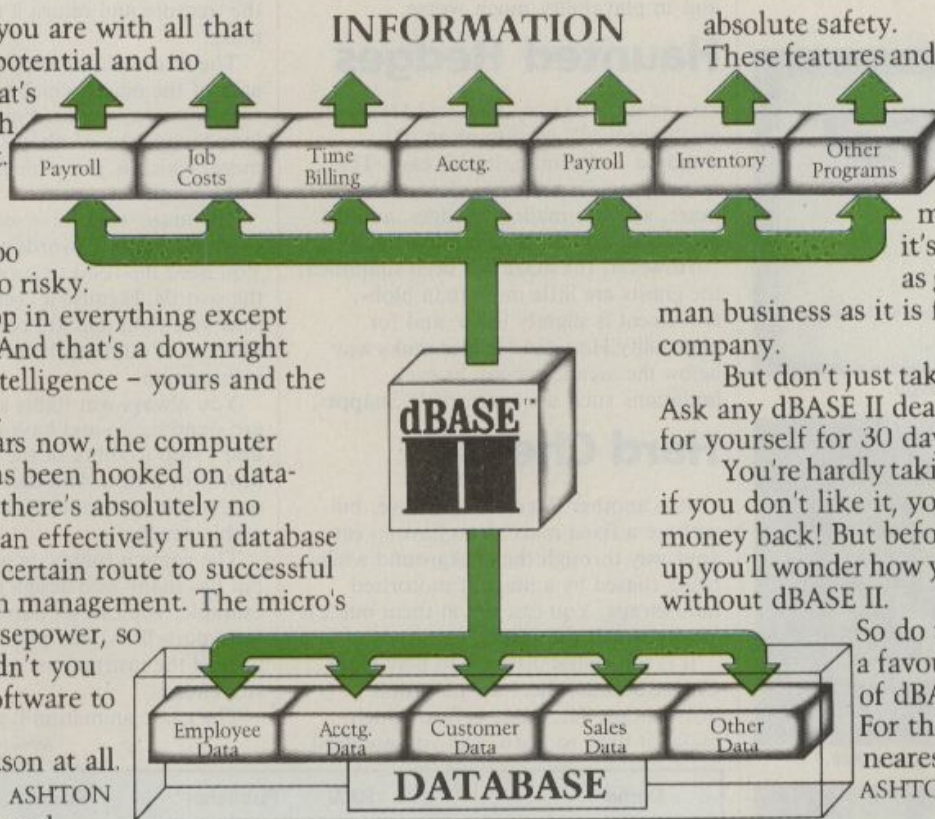 you are with all that
potential and no
at's
h
t.
oo
o risky.
op in everything except
And that's a downright
telligence – yours and the
ars now, the computer
as been hooked on data-
there's absolutely no
an effectively run database
certain route to successful
n management. The micro's
sepower, so
dn't you
oftware to
son at all.
ASHTON
INFORMATION
Payroll
Job
Costs
Time
Billing
Acctg.
Payroll
Inventory
Other
Programs
dBASE™
Employee
Data
Acctg.
Data
Customer
Data
Sales
Data
Other
Data
DATABASE
absolute safety.
These features and
m
it's
as g
man business as it is f
company.
But don't just tak
Ask any dBASE II dea
for yourself for 30 day
You're hardly takin
if you don't like it, yo
money back! But befo
up you'll wonder how y
without dBASE II.
So do
a favou
of dBA
For th
neares
ASHTO